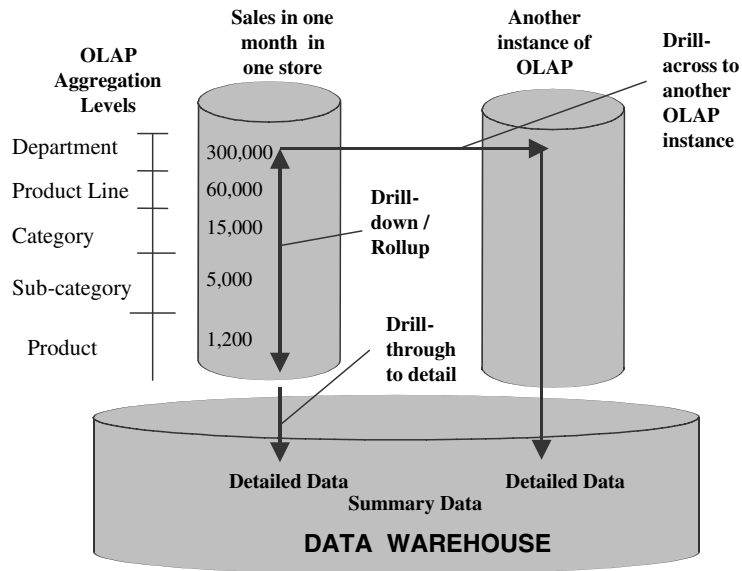 OLAP
Aggregation
Levels
Sales in one
month in
one store
Another
instance of
OLAP
Drill-
across to
another
OLAP
instance
Department
300,000
Product Line
60,000
Category
15,000
Sub-category
5,000
Product
1,200
Drill-
down /
Rollup
Drill-
through
to detail
Detailed Data
Detailed Data
Summary Data
DATA WAREHOUSE